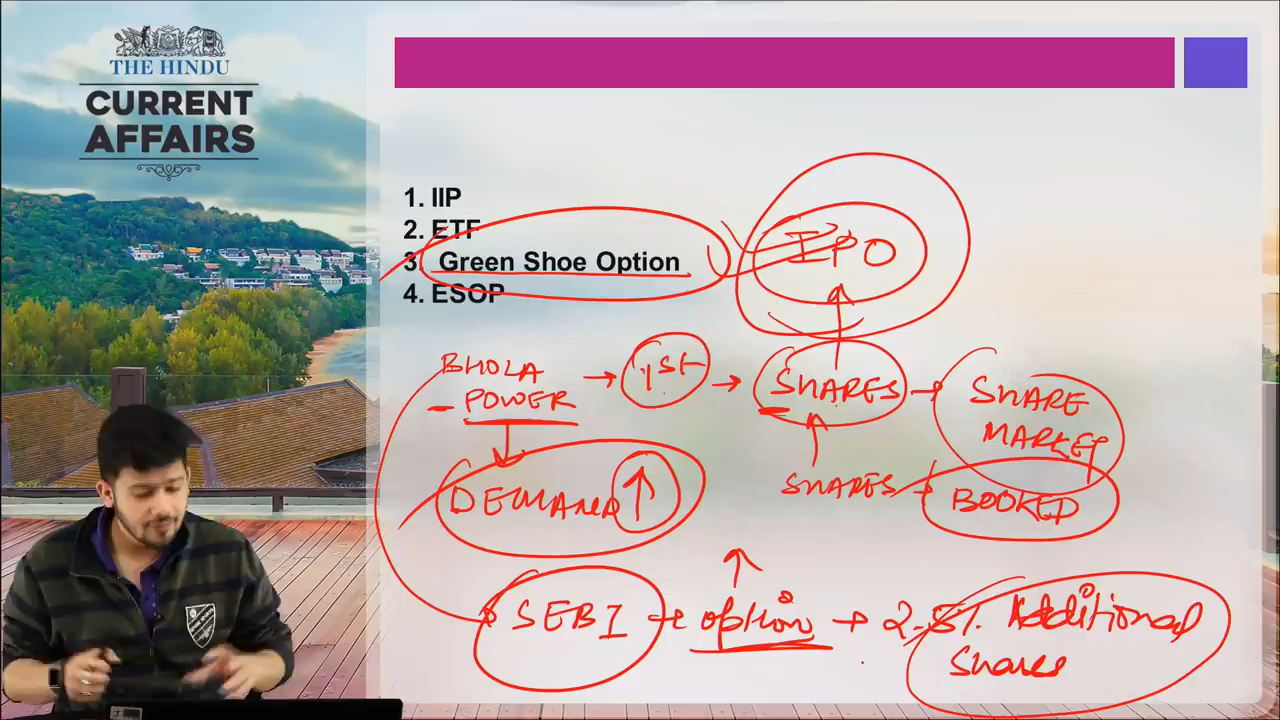 THE HINDU
CURRENT
AFFAIRS
1. IIP
2. ETF
3. Green Shoe Option
4. ESOP
IPO
BHOLA
POWER
→ 1st → SHARES → SHARE
MARKET
DEMAND ↑
SHARES → BOOKED
SEBI → option → 2.5% Additional
Shares